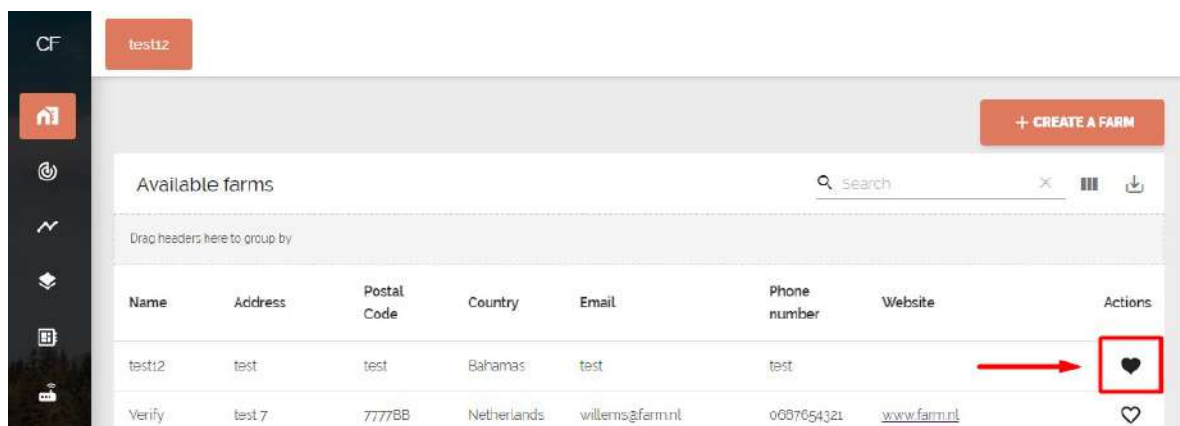 CF
test12
+ CREATE A FARM
Available farms
Search
Drag headers here to group by
Name Address Postal Code Country Email Phone number Website Actions
test12 test test Bahamas test test
Verify test 7 7777BB Netherlands willems@farm.nl 0687654321 www.farm.nl